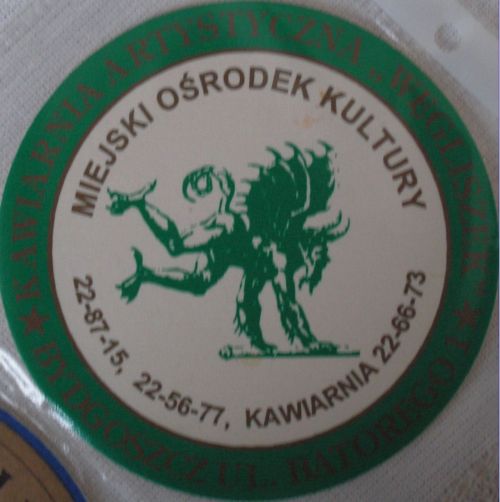 KAWIARNIA ARTYSTYCZNA „WĘGLISZEK”
MIEJSKI OŚRODEK KULTURY
22-87-15, 22-56-77, KAWIARNIA 22-66-73
★ BYDGOSZCZ UL. BATOREGO 1 ★